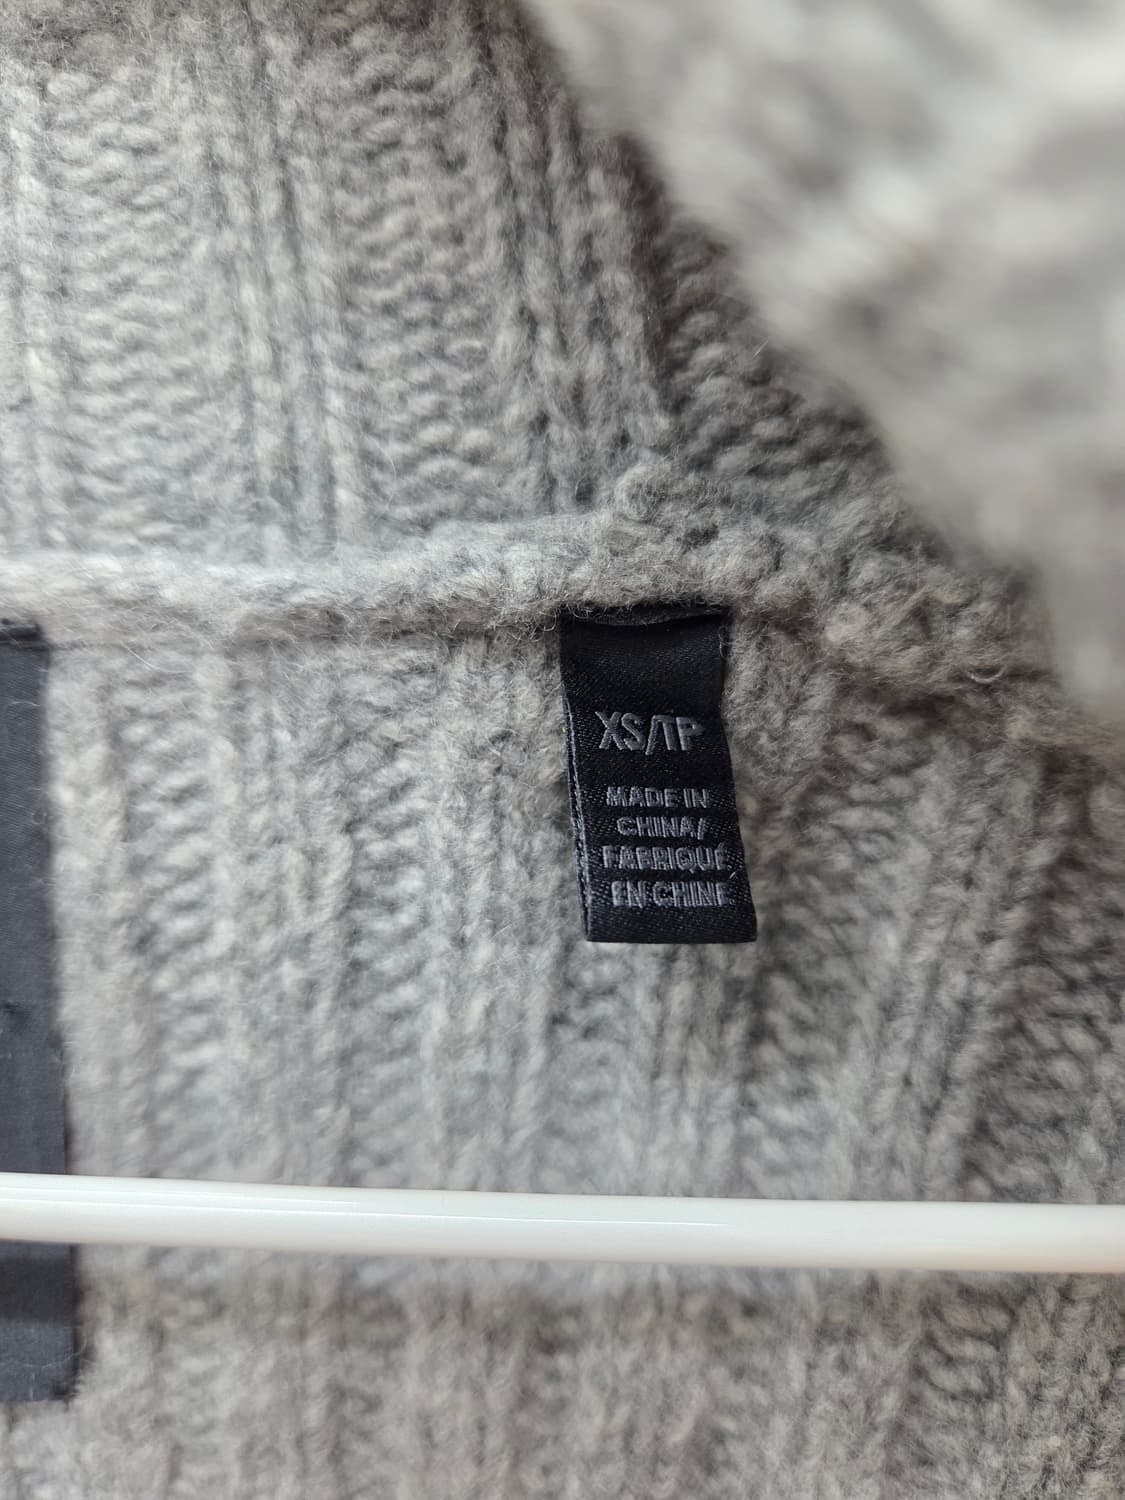 XS/TP
MADE IN
CHINA/
FABRIQUÉ
EN CHINE